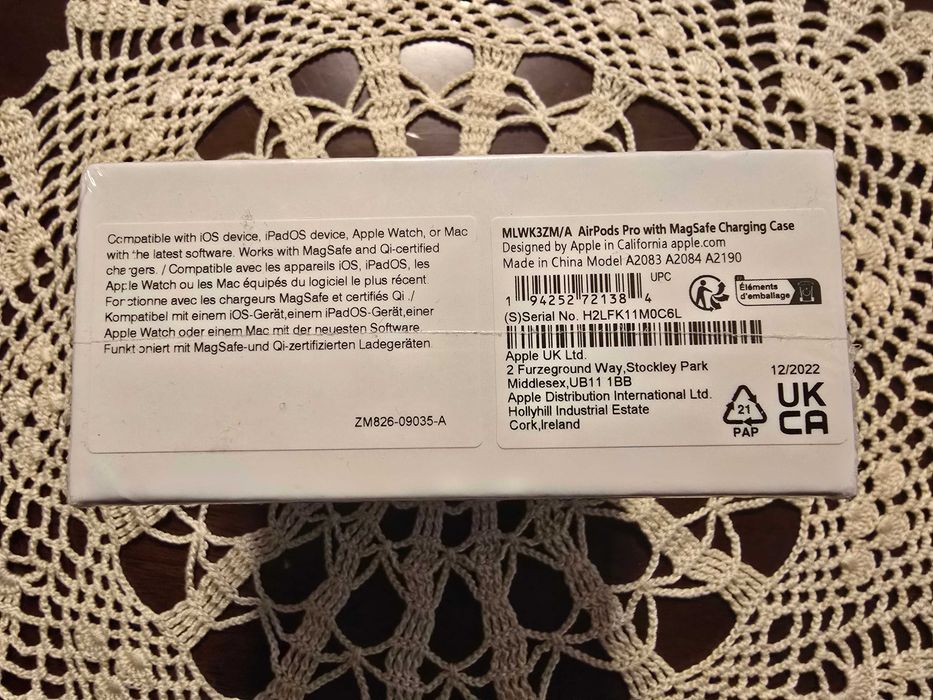 Compatible with iOS device, iPadOS device, Apple Watch, or Mac
with the latest software. Works with MagSafe and Qi-certified
chargers. / Compatible avec les appareils iOS, iPadOS, les
Apple Watch ou les Mac équipés du logiciel le plus récent.
Fonctionne avec les chargeurs MagSafe et certifiés Qi. /
Kompatibel mit einem iOS-Gerät,einem iPadOS-Gerät,einer
Apple Watch oder einem Mac mit der neuesten Software.
Funktioniert mit MagSafe-und Qi-zertifizierten Ladegeräten.
ZM826-09035-A
MLWK3ZM/A AirPods Pro with MagSafe Charging Case
Designed by Apple in California apple.com
Made in China Model A2083 A2084 A2190
UPC
1 94252 72138 4
Éléments
d'emballage
(S)Serial No. H2LFK11M0C6L
Apple UK Ltd.
2 Furzeground Way,Stockley Park
Middlesex,UB11 1BB
Apple Distribution International Ltd.
Hollyhill Industrial Estate
Cork,Ireland
21
PAP
12/2022
UK
CA